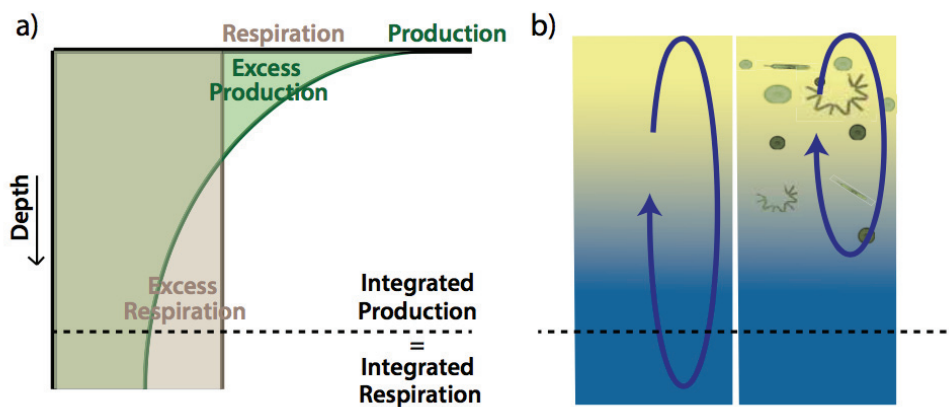 a)
Respiration
Production
Excess
Production
Depth
Excess
Respiration
Integrated
Production
=
Integrated
Respiration
b)